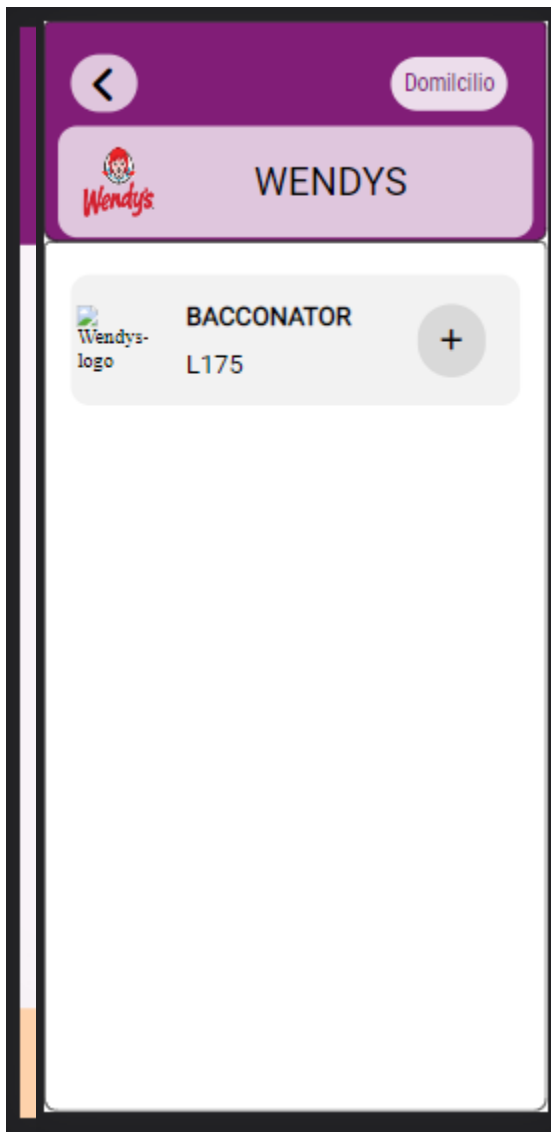 Domilcilio
Wendy's
WENDYS
Wendys-
logo
BACCONATOR
L175
+